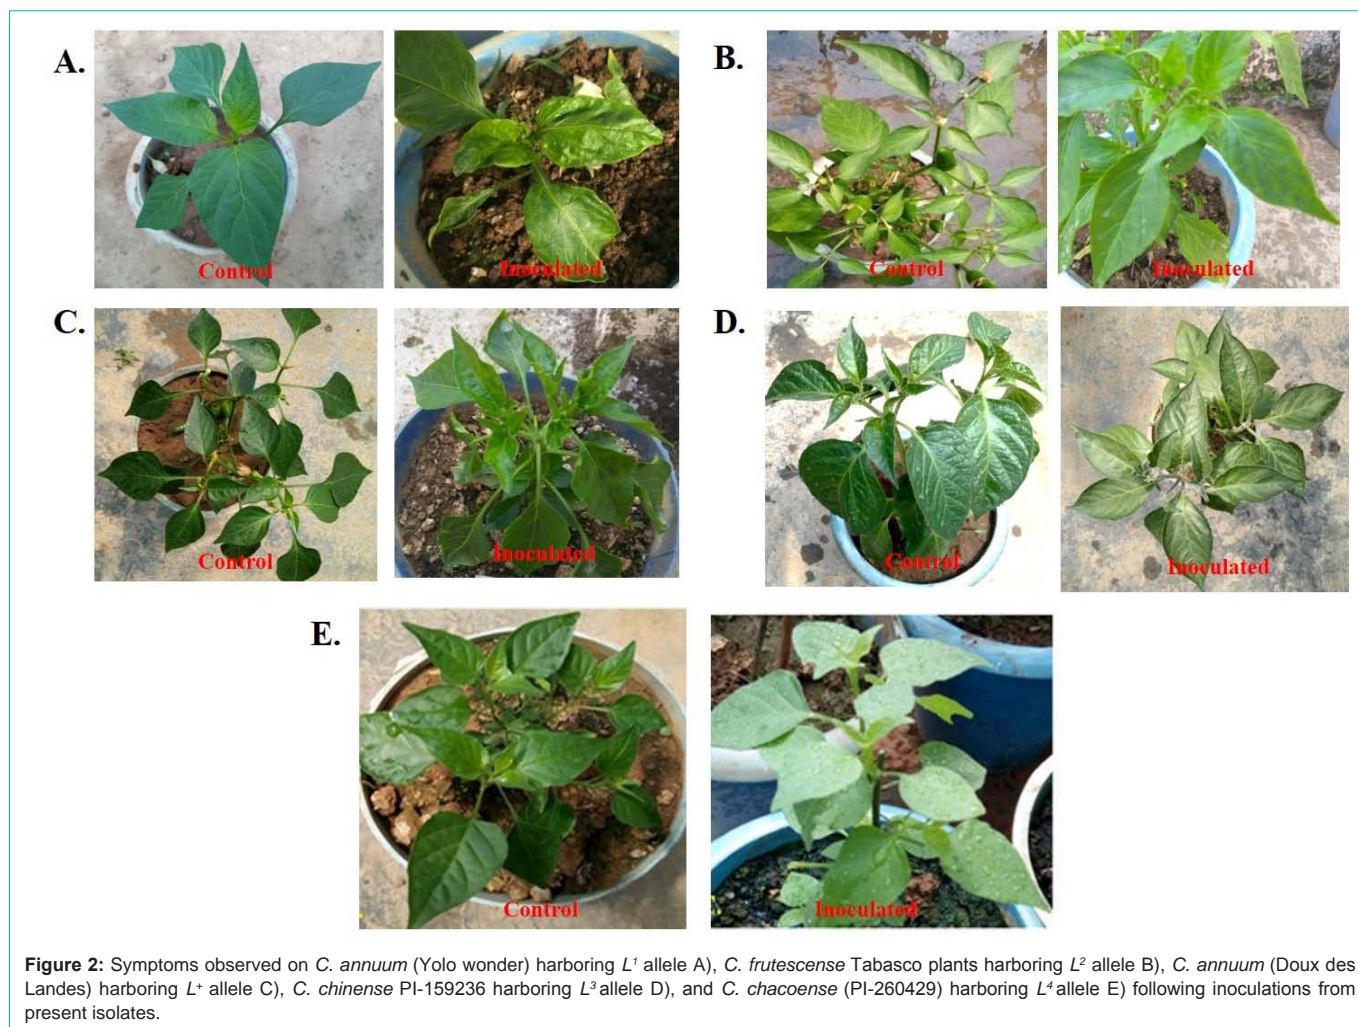 A.
Control
Inoculated
B.
Control
Inoculated
C.
Control
Inoculated
D.
Control
Inoculated
E.
Control
Inoculated
Figure 2: Symptoms observed on C. annuum (Yolo wonder) harboring L¹ allele A), C. frutescense Tabasco plants harboring L² allele B), C. annuum (Doux des
Landes) harboring L⁺ allele C), C. chinense PI-159236 harboring L³ allele D), and C. chacoense (PI-260429) harboring L⁴ allele E) following inoculations from
present isolates.